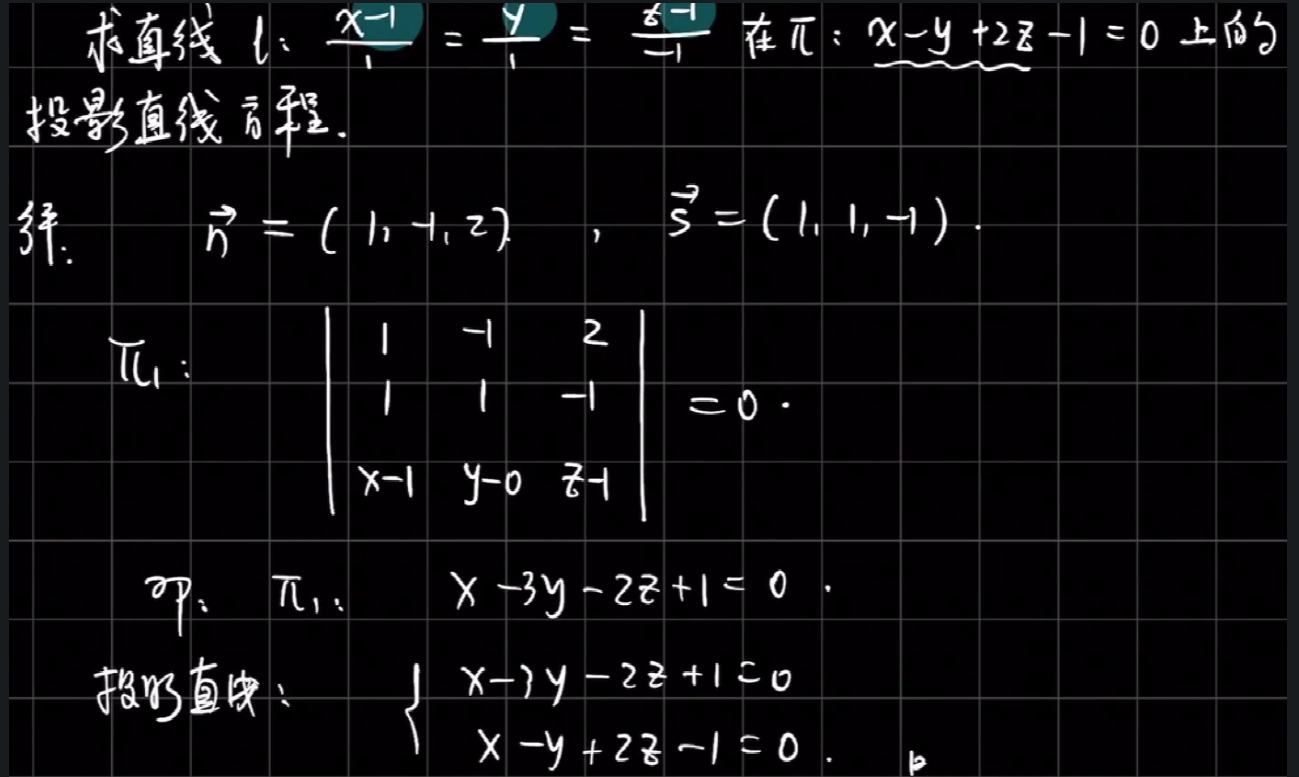 求直线 l: (x-1)/1 = y/1 = (z-1)/-1 在 π: x-y+2z-1=0 上的
投影直线方程.
解: n⃗ = (1, -1, 2), s⃗ = (1, 1, -1).
π₁: | 1 -1 2 |
| 1 1 -1 | = 0.
| x-1 y-0 z-1 |
即: π₁: x-3y-2z+1=0.
投影直线: { x-3y-2z+1=0
x-y+2z-1=0.